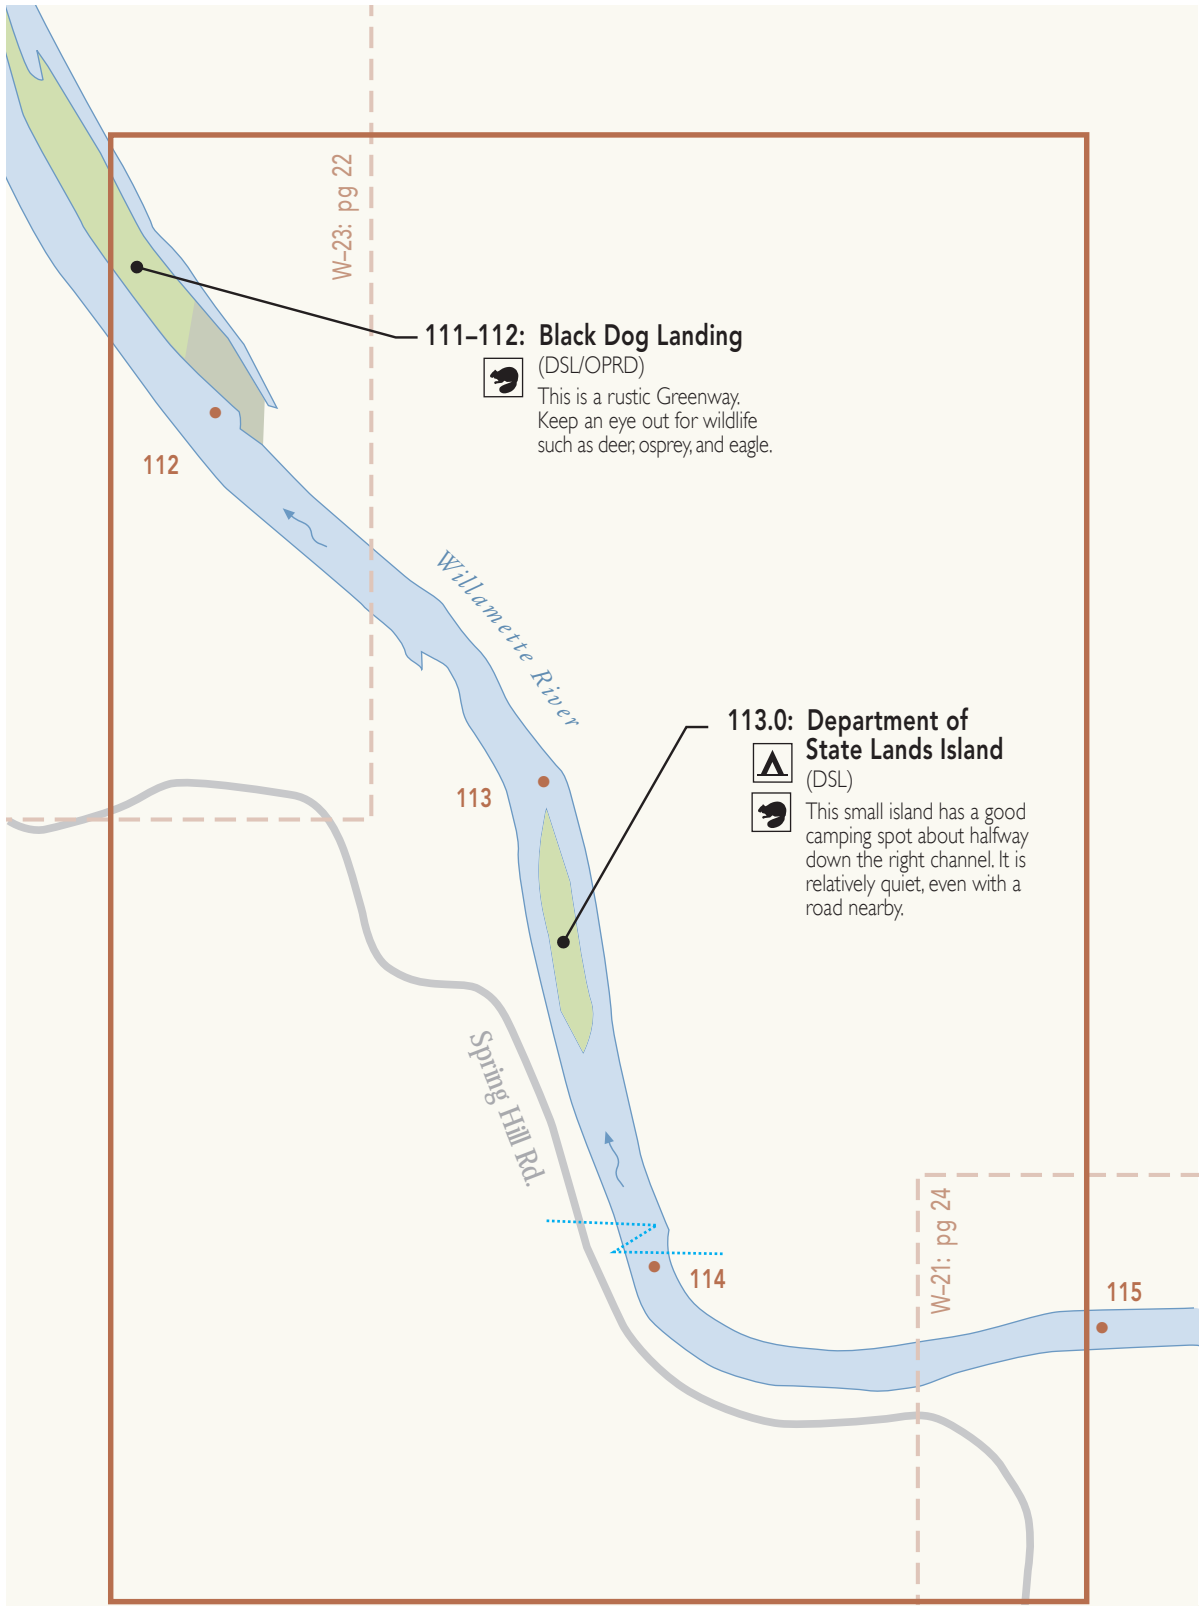 W–23: pg 22
111–112: Black Dog Landing
(DSL/OPRD)
This is a rustic Greenway.
Keep an eye out for wildlife
such as deer, osprey, and eagle.
112
Willamette River
113.0: Department of
State Lands Island
(DSL)
This small island has a good
camping spot about halfway
down the right channel. It is
relatively quiet, even with a
road nearby.
113
Spring Hill Rd.
W–21: pg 24
114
115